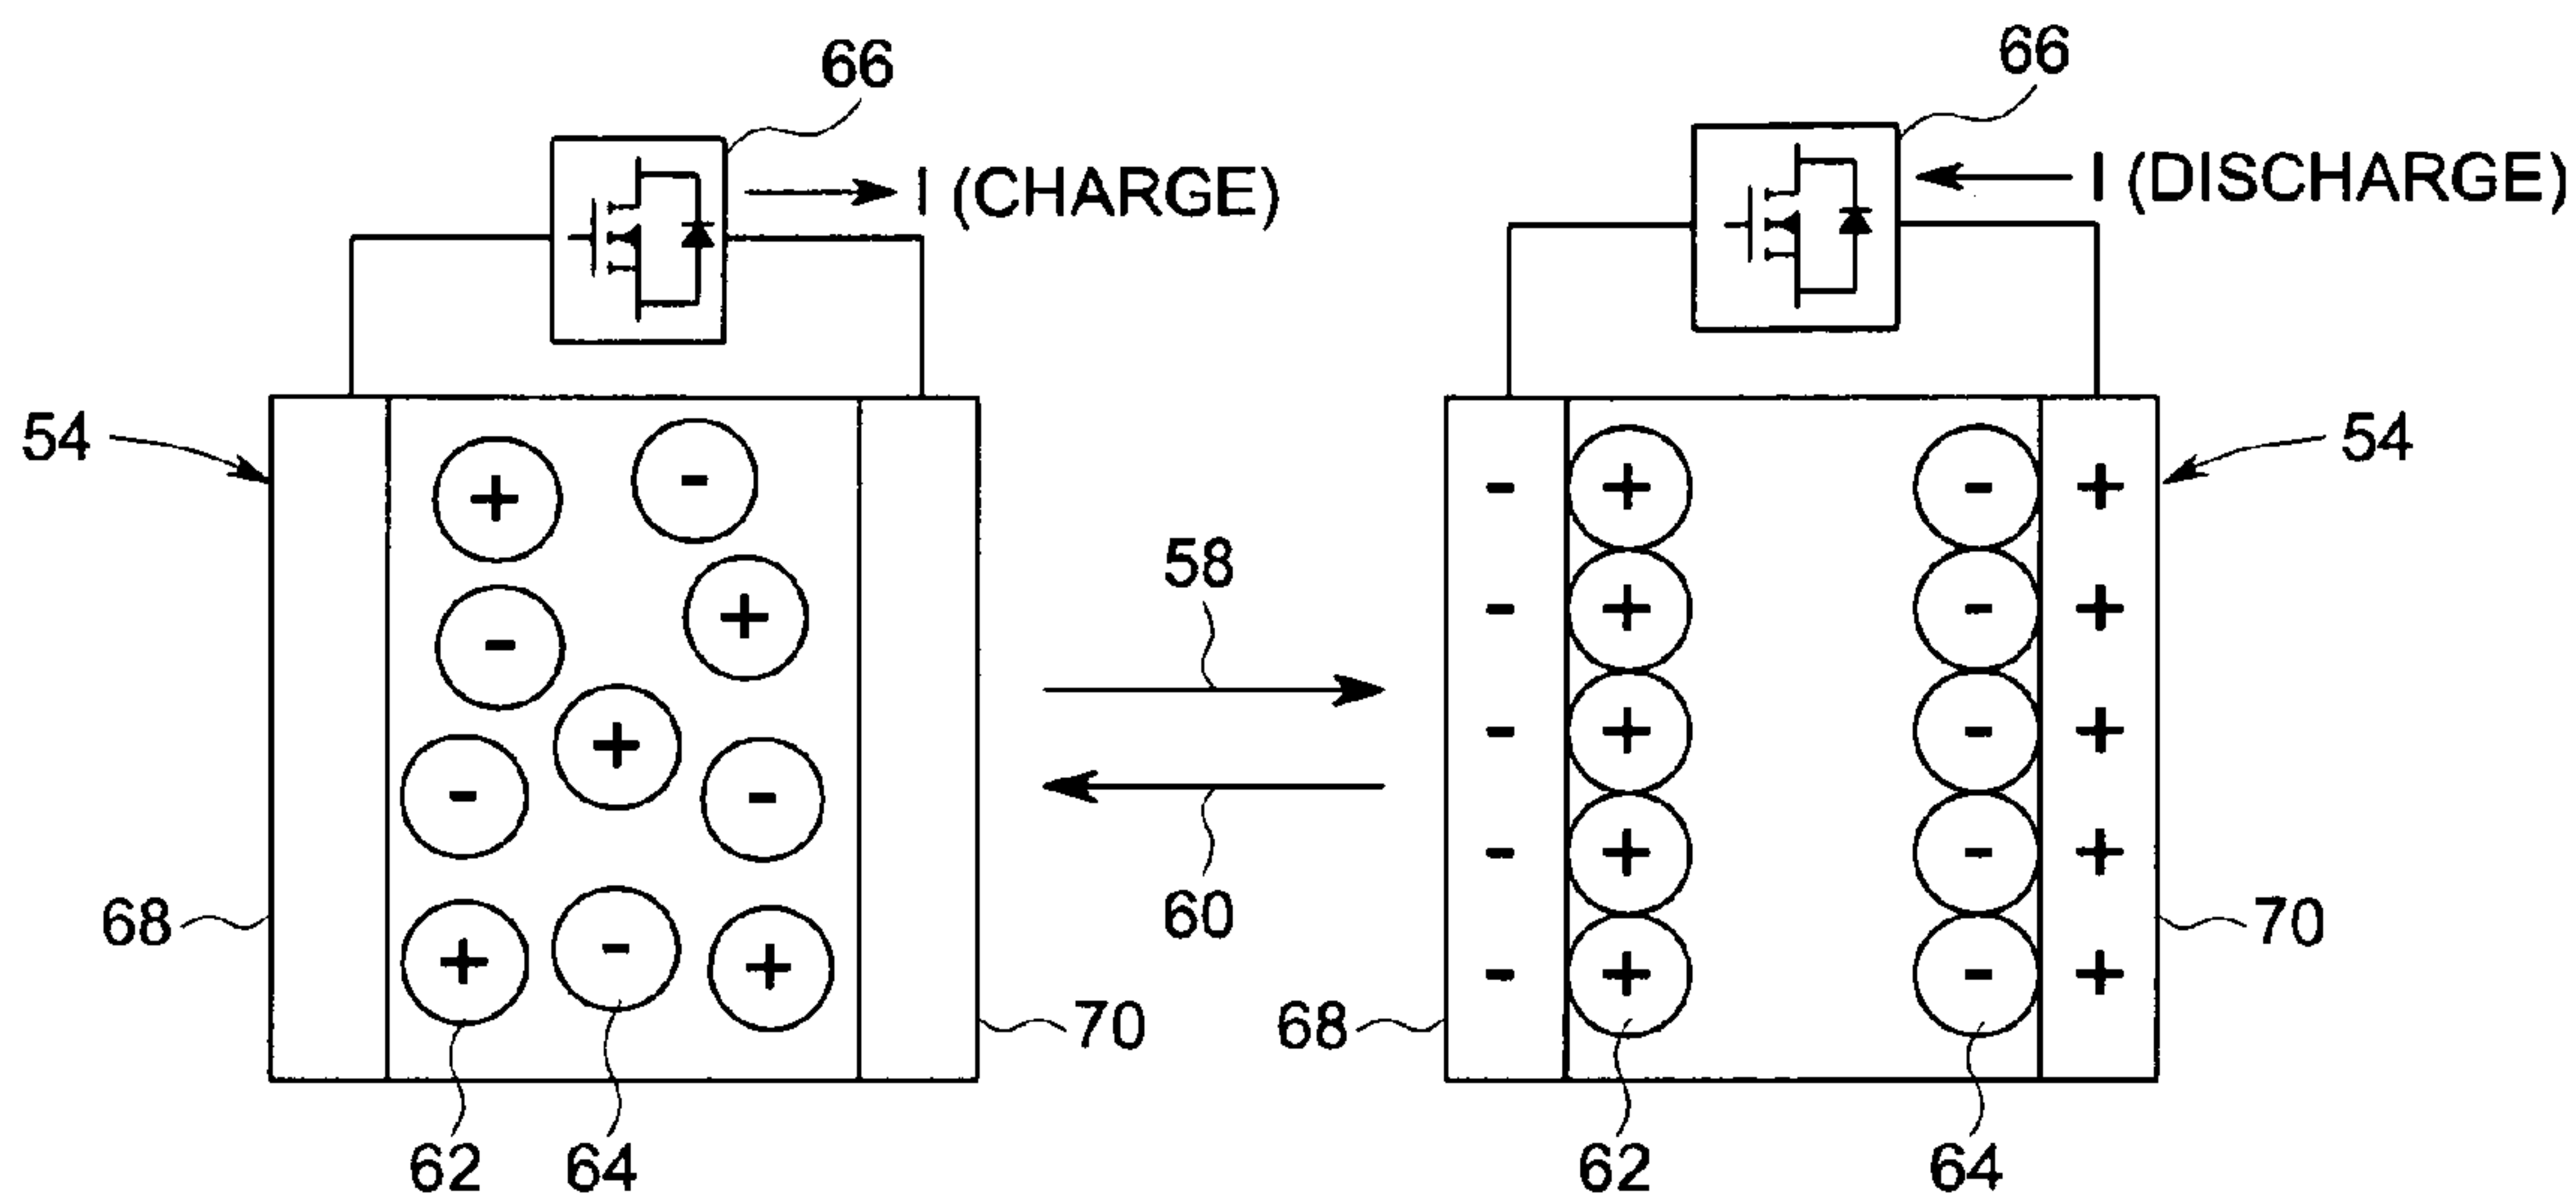 66
66
I (CHARGE)
I (DISCHARGE)
54
+ -
- + -
+
54
- +
- + - +
58
- +
+
- + - +
- -
- + - +
60
68
+ - +
- + - +
70
70
68
62
64
62
64